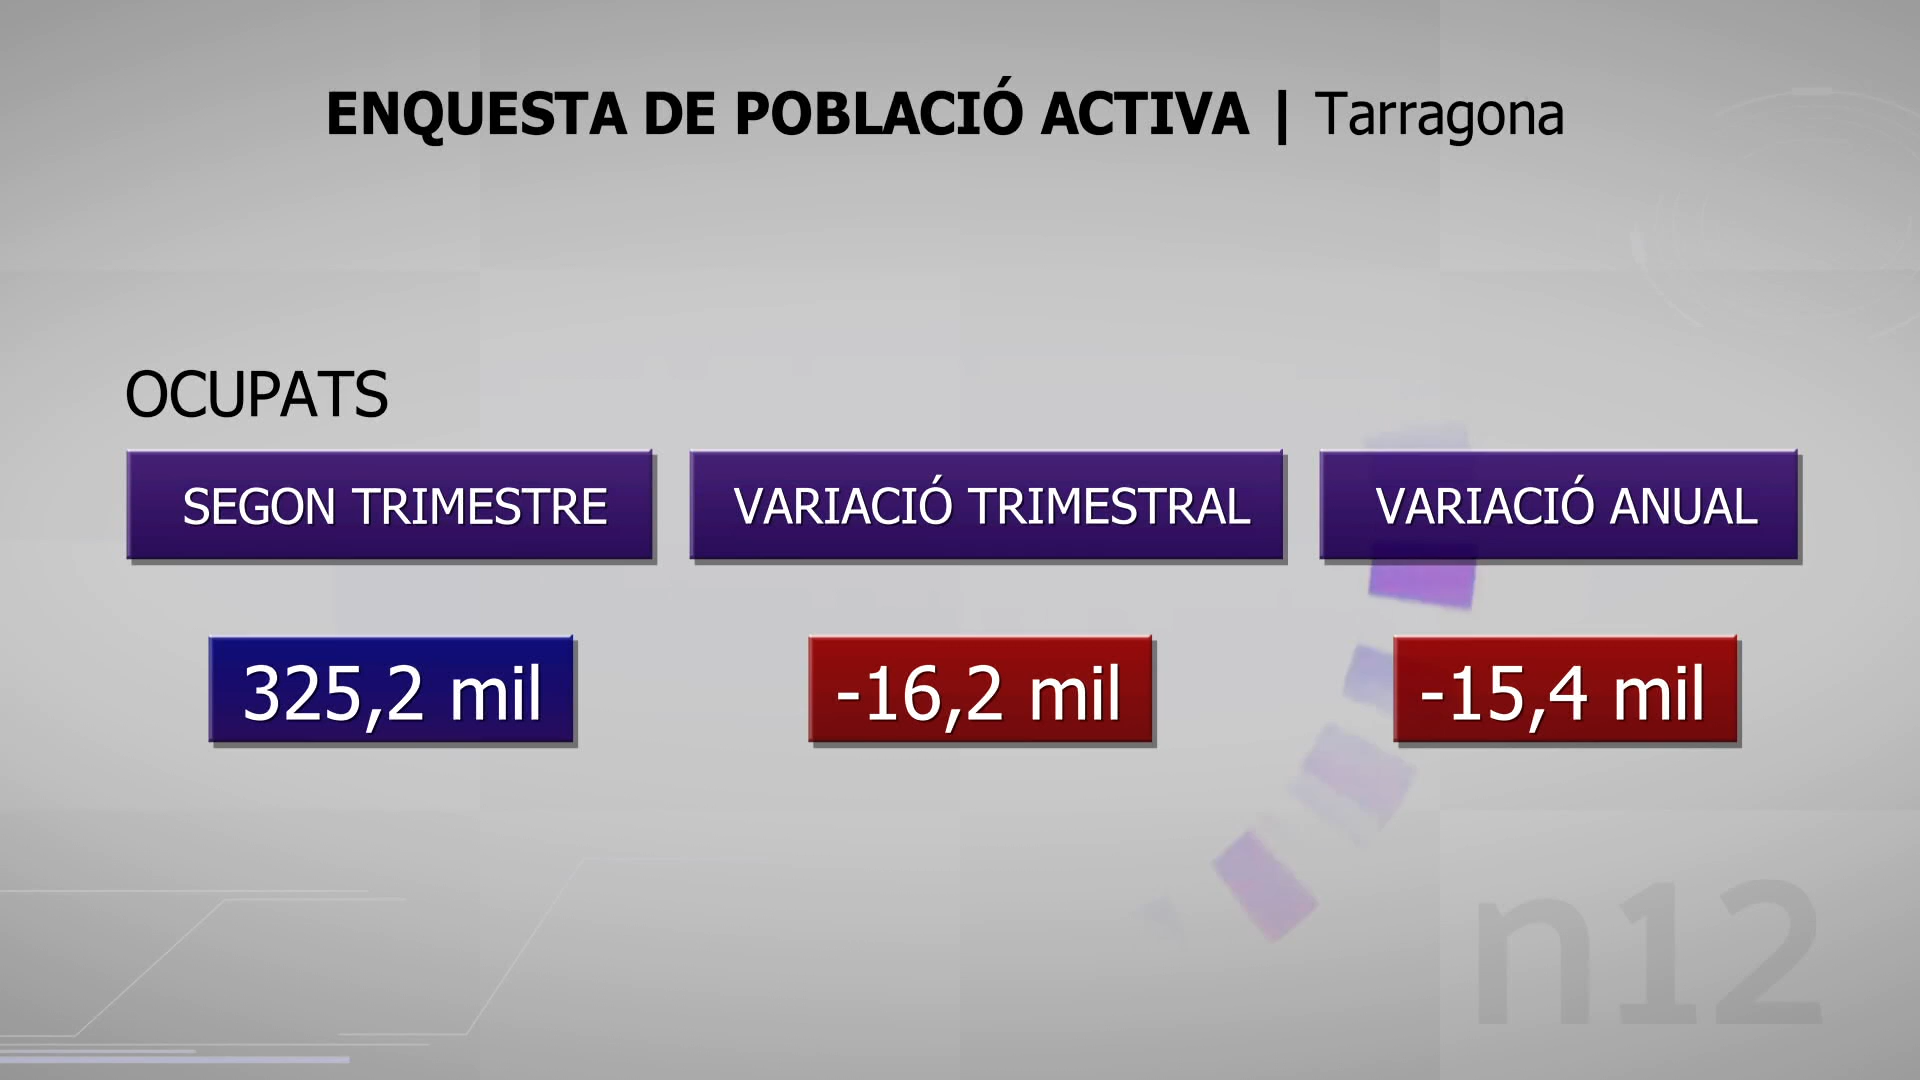 ENQUESTA DE POBLACIÓ ACTIVA | Tarragona
OCUPATS
SEGON TRIMESTRE VARIACIÓ TRIMESTRAL VARIACIÓ ANUAL
325,2 mil -16,2 mil -15,4 mil
n12